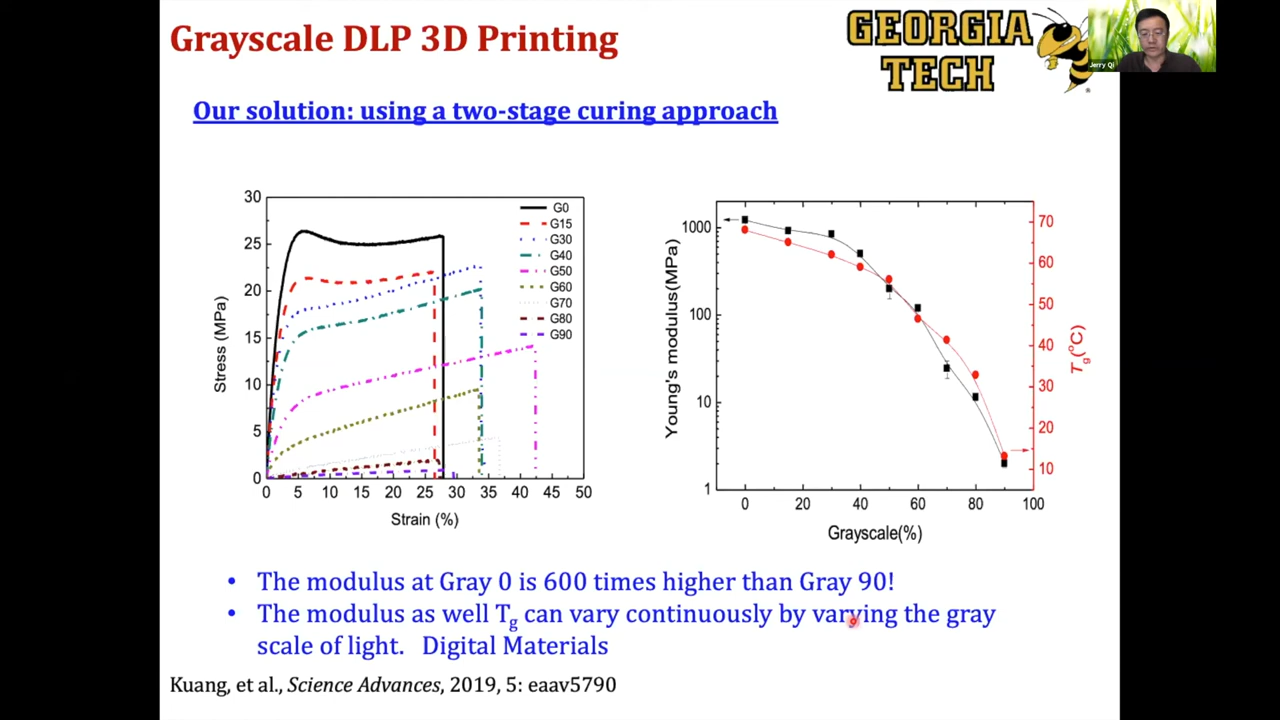 Grayscale DLP 3D Printing
GEORGIA
TECH
®
Jerry Qi
Our solution: using a two-stage curing approach
30
25
20
15
10
5
0
Stress (MPa)
0 5 10 15 20 25 30 35 40 45 50
Strain (%)
G0
G15
G30
G40
G50
G60
G70
G80
G90
1000
100
10
1
Young's modulus(MPa)
0 20 40 60 80 100
Grayscale(%)
70
60
50
40
30
20
10
Tg(°C)
• The modulus at Gray 0 is 600 times higher than Gray 90!
• The modulus as well Tg can vary continuously by varying the gray
scale of light. Digital Materials
Kuang, et al., Science Advances, 2019, 5: eaav5790